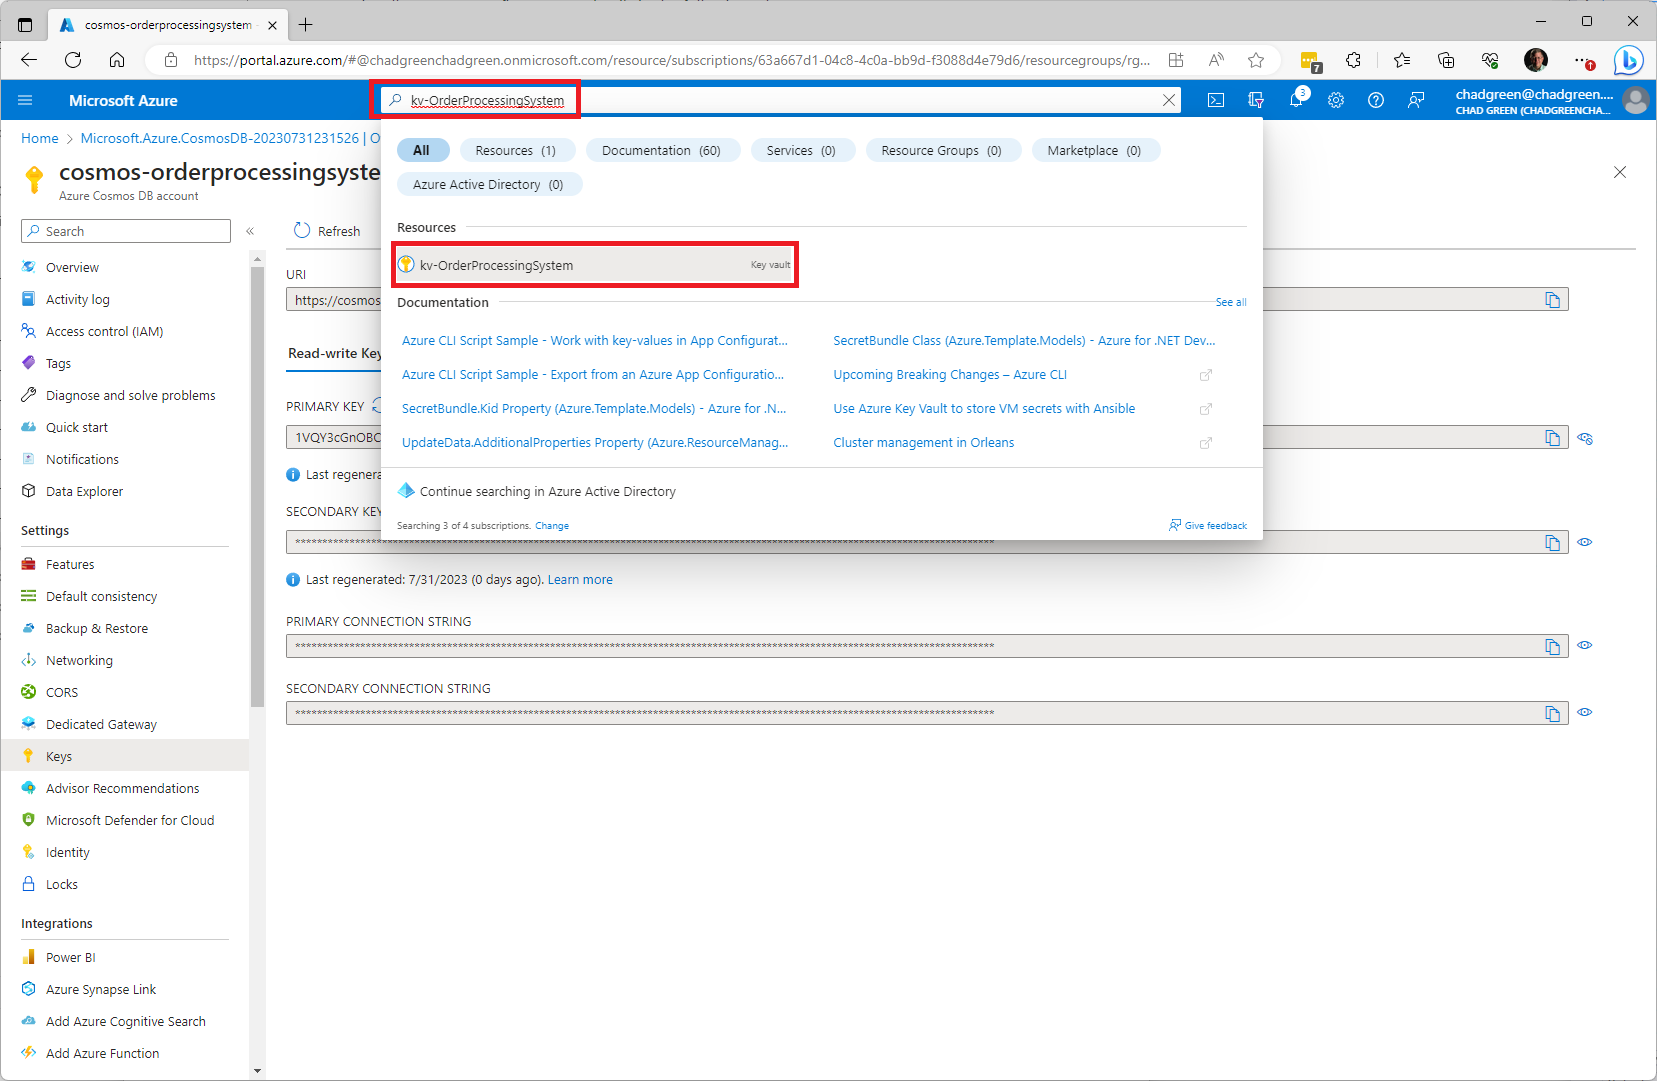 cosmos-orderprocessingsystem
https://portal.azure.com/#@chadgreenchadgreen.onmicrosoft.com/resource/subscriptions/63a667d1-04c8-4c0a-bb9d-f3088d4e79d6/resourcegroups/rg...
7
Microsoft Azure
kv-OrderProcessingSystem
3
chadgreen@chadgreen....
CHAD GREEN (CHADGREENCHA...
Home > Microsoft.Azure.CosmosDB-20230731231526 | O
cosmos-orderprocessingsyste
Azure Cosmos DB account
All
Resources (1)
Documentation (60)
Services (0)
Resource Groups (0)
Marketplace (0)
Azure Active Directory (0)
Resources
kv-OrderProcessingSystem
Key vault
Documentation
See all
Azure CLI Script Sample - Work with key-values in App Configurat...
SecretBundle Class (Azure.Template.Models) - Azure for .NET Dev...
Azure CLI Script Sample - Export from an Azure App Configuratio...
Upcoming Breaking Changes – Azure CLI
SecretBundle.Kid Property (Azure.Template.Models) - Azure for .N...
Use Azure Key Vault to store VM secrets with Ansible
UpdateData.AdditionalProperties Property (Azure.ResourceManag...
Cluster management in Orleans
Continue searching in Azure Active Directory
Searching 3 of 4 subscriptions. Change
Give feedback
Search
Overview
Activity log
Access control (IAM)
Tags
Diagnose and solve problems
Quick start
Notifications
Data Explorer
Settings
Features
Default consistency
Backup & Restore
Networking
CORS
Dedicated Gateway
Keys
Advisor Recommendations
Microsoft Defender for Cloud
Identity
Locks
Integrations
Power BI
Azure Synapse Link
Add Azure Cognitive Search
Add Azure Function
Refresh
URI
https://cosmos
Read-write Key
PRIMARY KEY
1VQY3cGnOBC
Last regenera
SECONDARY KEY
Last regenerated: 7/31/2023 (0 days ago). Learn more
PRIMARY CONNECTION STRING
SECONDARY CONNECTION STRING